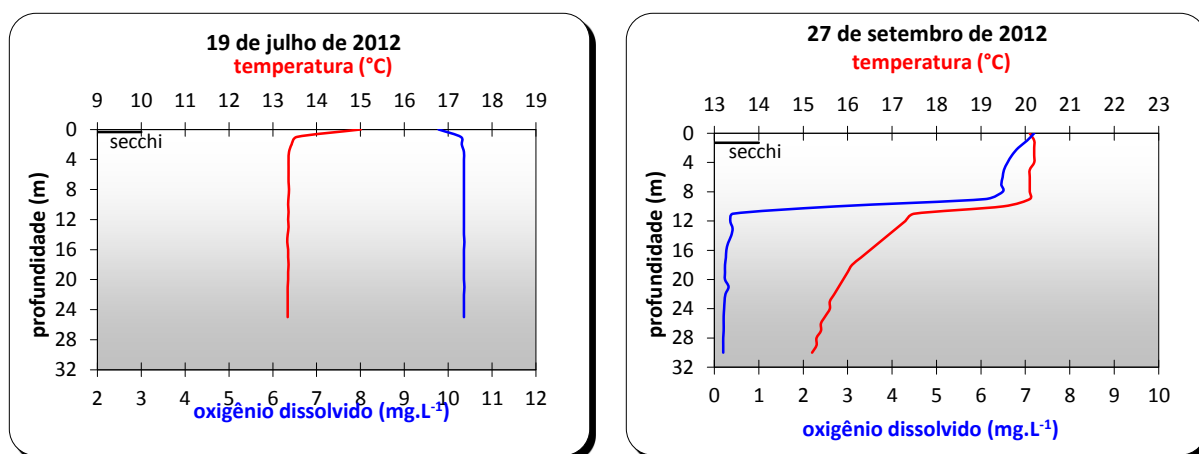 19 de julho de 2012
temperatura (°C)
9 10 11 12 13 14 15 16 17 18 19
0
4
8
12
16
20
24
28
32
secchi
profundidade (m)
2 3 4 5 6 7 8 9 10 11 12
oxigênio dissolvido (mg.L-1)
27 de setembro de 2012
temperatura (°C)
13 14 15 16 17 18 19 20 21 22 23
0
4
8
12
16
20
24
28
32
secchi
profundidade (m)
0 1 2 3 4 5 6 7 8 9 10
oxigênio dissolvido (mg.L-1)